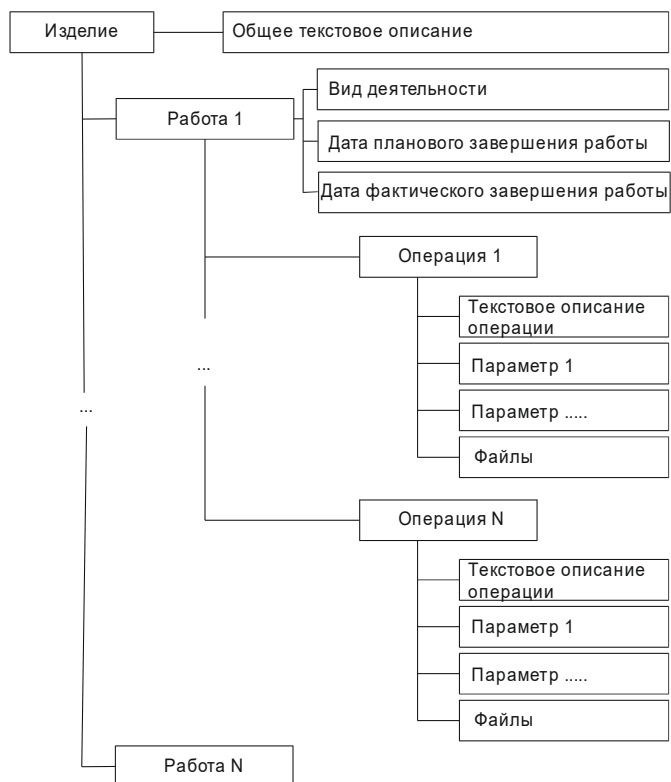 Изделие
Общее текстовое описание
Вид деятельности
Работа 1
Дата планового завершения работы
Дата фактического завершения работы
Операция 1
Текстовое описание
операции
...
Параметр 1
...
Параметр .....
Файлы
Операция N
Текстовое описание
операции
Параметр 1
Параметр .....
Файлы
Работа N